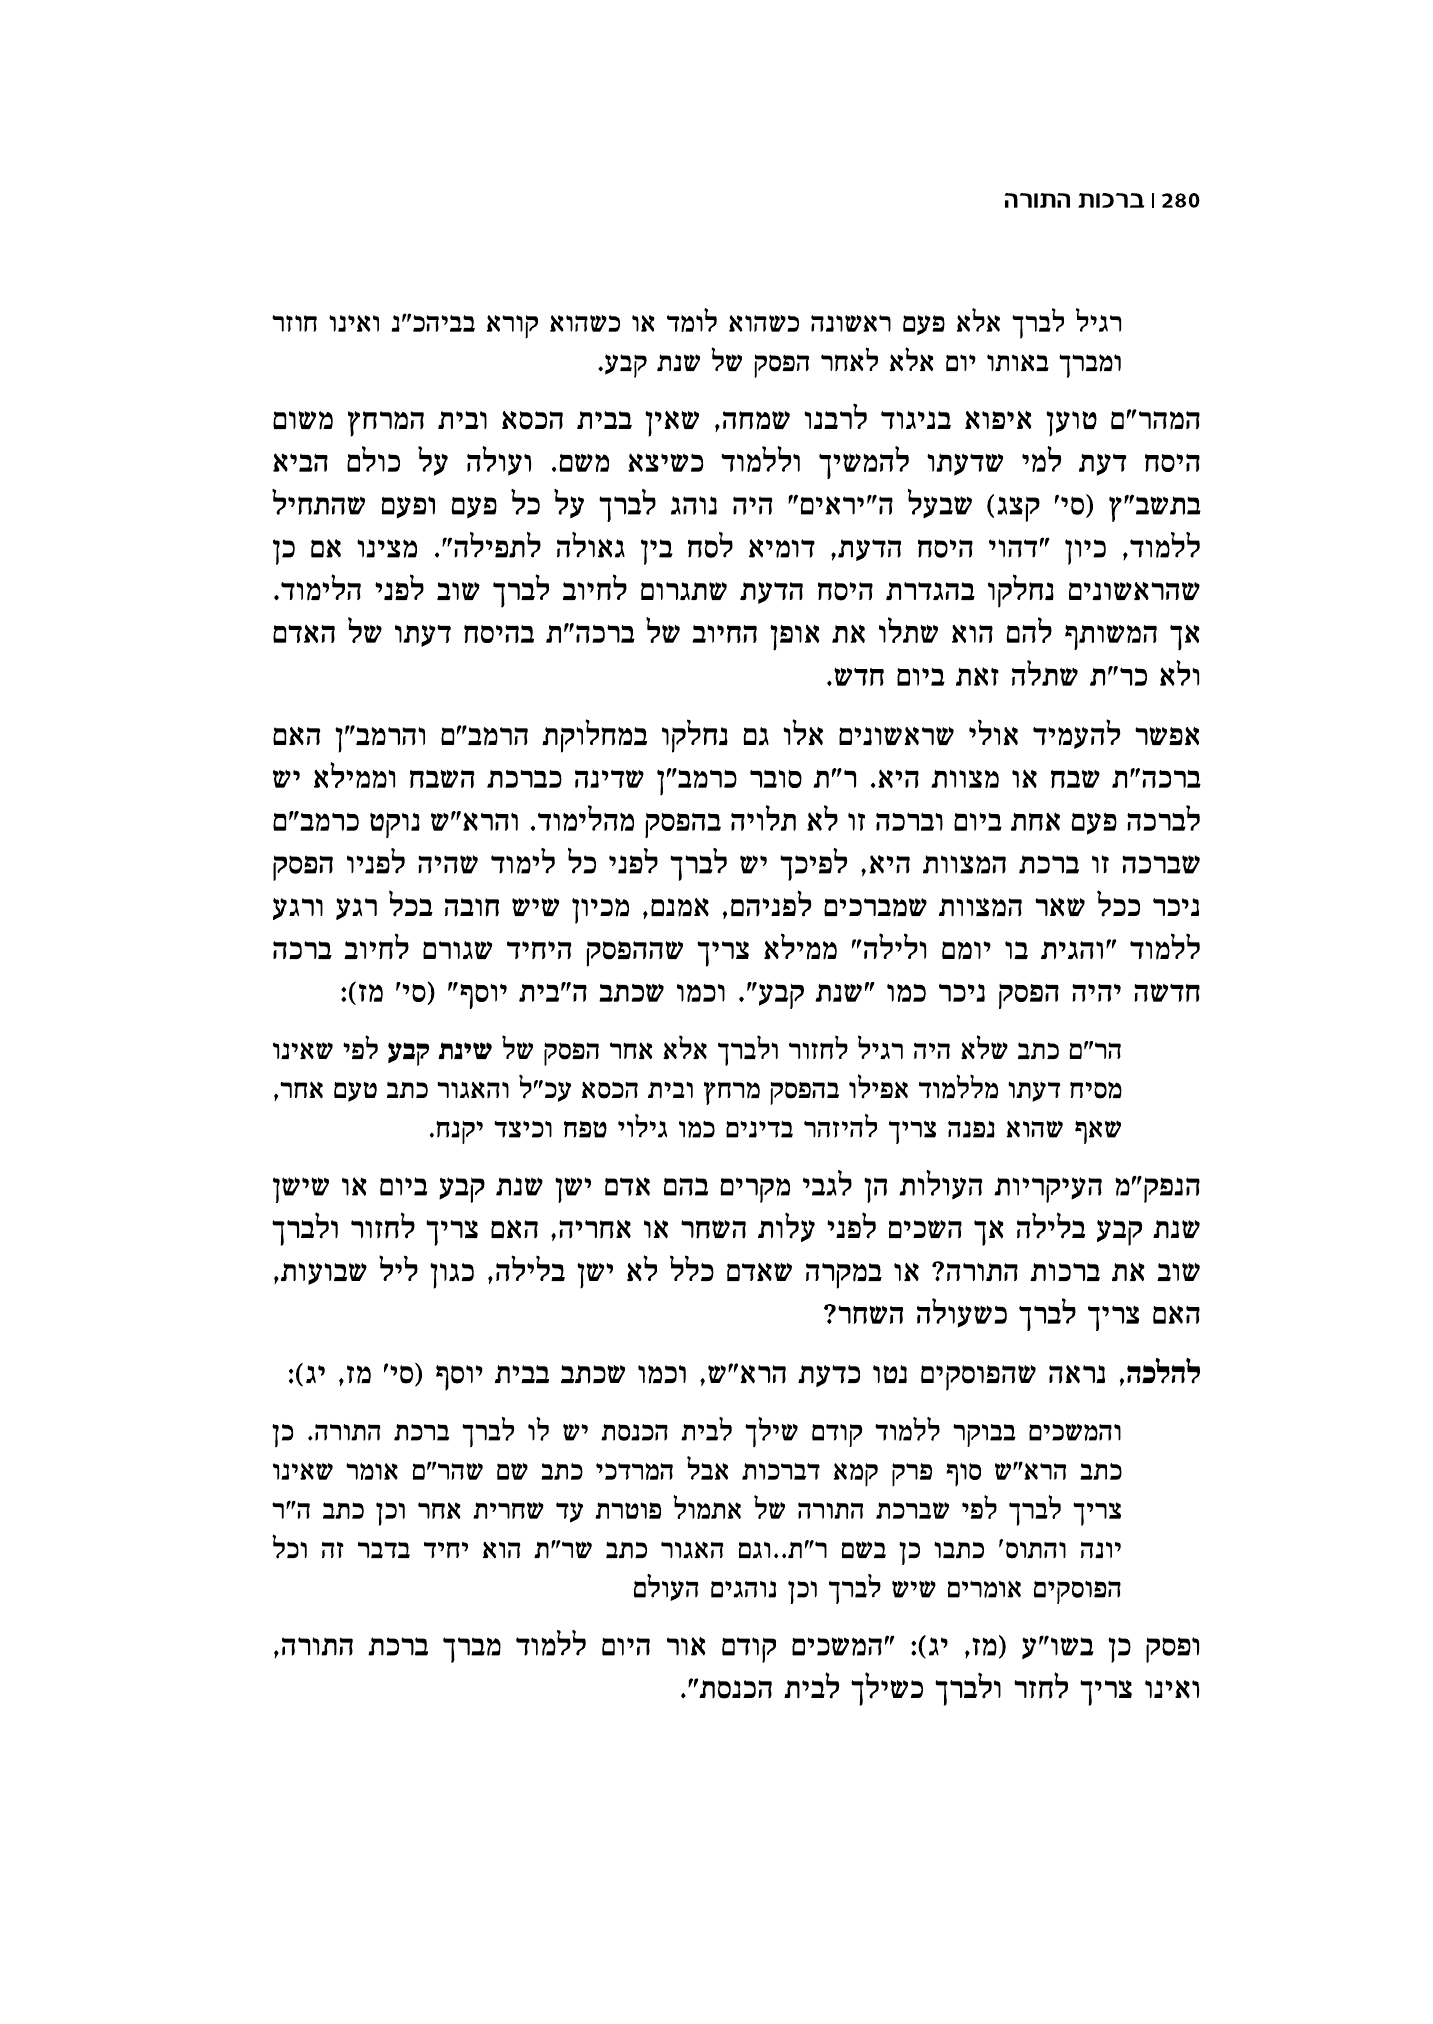 280 | ברכות התורה
רגיל לברך אלא פעם ראשונה כשהוא לומד או כשהוא קורא בביהכ"נ ואינו חוזר
ומברך באותו יום אלא לאחר הפסק של שנת קבע.
המהר"ם טוען איפוא בניגוד לרבנו שמחה, שאין בבית הכסא ובית המרחץ משום
היסח דעת למי שדעתו להמשיך וללמוד כשיצא משם. ועולה על כולם הביא
בתשב"ץ (סי' קצג) שבעל ה"יראים" היה נוהג לברך על כל פעם ופעם שהתחיל
ללמוד, כיון "דהוי היסח הדעת, דומיא לסח בין גאולה לתפילה". מצינו אם כן
שהראשונים נחלקו בהגדרת היסח הדעת שתגרום לחיוב לברך שוב לפני הלימוד.
אך המשותף להם הוא שתלו את אופן החיוב של ברכה"ת בהיסח דעתו של האדם
ולא כר"ת שתלה זאת ביום חדש.
אפשר להעמיד אולי שראשונים אלו גם נחלקו במחלוקת הרמב"ם והרמב"ן האם
ברכה"ת שבח או מצוות היא. ר"ת סובר כרמב"ן שדינה כברכת השבח וממילא יש
לברכה פעם אחת ביום וברכה זו לא תלויה בהפסק מהלימוד. והרא"ש נוקט כרמב"ם
שברכה זו ברכת המצוות היא, לפיכך יש לברך לפני כל לימוד שהיה לפניו הפסק
ניכר ככל שאר המצוות שמברכים לפניהם, אמנם, מכיון שיש חובה בכל רגע ורגע
ללמוד "והגית בו יומם ולילה" ממילא צריך שההפסק היחיד שגורם לחיוב ברכה
חדשה יהיה הפסק ניכר כמו "שנת קבע". וכמו שכתב ה"בית יוסף" (סי' מז):
הר"ם כתב שלא היה רגיל לחזור ולברך אלא אחר הפסק של שינת קבע לפי שאינו
מסיח דעתו מללמוד אפילו בהפסק מרחץ ובית הכסא עכ"ל והאגור כתב טעם אחר,
שאף שהוא נפנה צריך להיזהר בדינים כמו גילוי טפח וכיצד יקנח.
הנפק"מ העיקריות העולות הן לגבי מקרים בהם אדם ישן שנת קבע ביום או שישן
שנת קבע בלילה אך השכים לפני עלות השחר או אחריה, האם צריך לחזור ולברך
שוב את ברכות התורה? או במקרה שאדם כלל לא ישן בלילה, כגון ליל שבועות,
האם צריך לברך כשעולה השחר?
להלכה, נראה שהפוסקים נטו כדעת הרא"ש, וכמו שכתב בבית יוסף (סי' מז, יג):
והמשכים בבוקר ללמוד קודם שילך לבית הכנסת יש לו לברך ברכת התורה. כן
כתב הרא"ש סוף פרק קמא דברכות אבל המרדכי כתב שם שהר"ם אומר שאינו
צריך לברך לפי שברכת התורה של אתמול פוטרת עד שחרית אחר וכן כתב ה"ר
יונה והתוס' כתבו כן בשם ר"ת..וגם האגור כתב שר"ת הוא יחיד בדבר זה וכל
הפוסקים אומרים שיש לברך וכן נוהגים העולם
ופסק כן בשו"ע (מז, יג): "המשכים קודם אור היום ללמוד מברך ברכת התורה,
ואינו צריך לחזר ולברך כשילך לבית הכנסת".